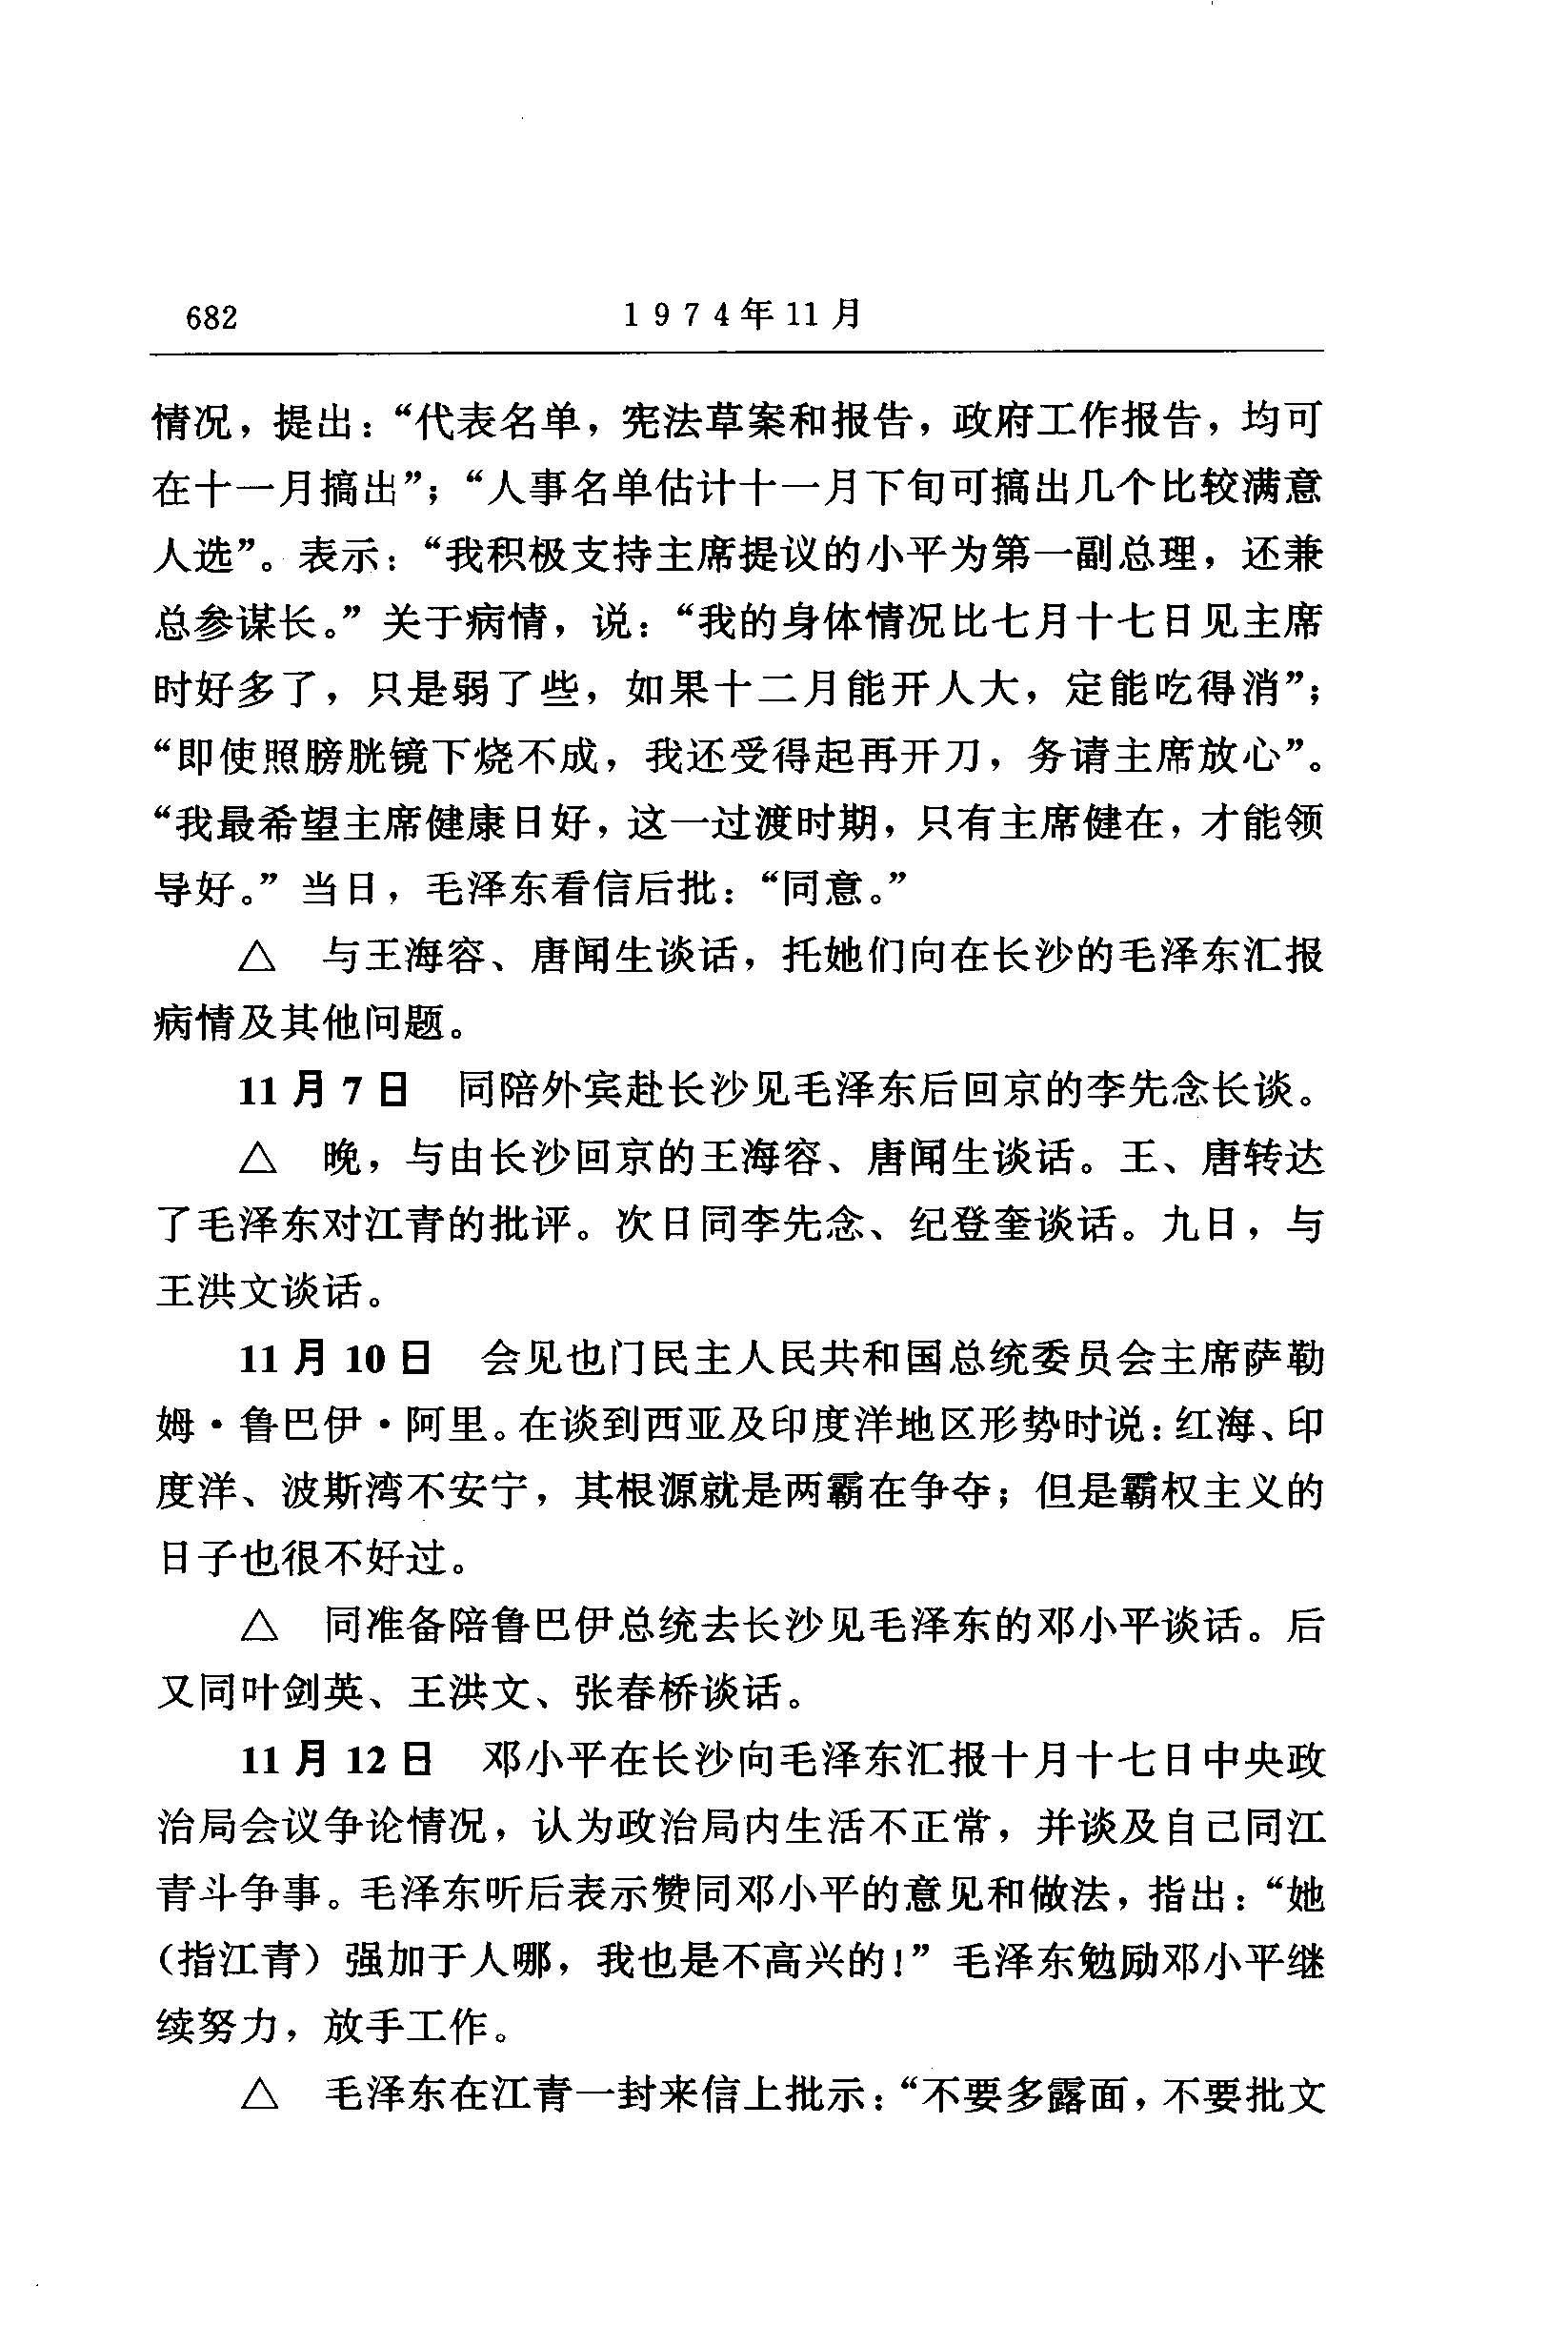 682
1974年11月
情况，提出：“代表名单，宪法草案和报告，政府工作报告，均可
在十一月搞出”；“人事名单估计十一月下旬可搞出几个比较满意
人选”。表示：“我积极支持主席提议的小平为第一副总理，还兼
总参谋长。”关于病情，说：“我的身体情况比七月十七日见主席
时好多了，只是弱了些，如果十二月能开人大，定能吃得消”；
“即使照膀胱镜下烧不成，我还受得起再开刀，务请主席放心”。
“我最希望主席健康日好，这一过渡时期，只有主席健在，才能领
导好。”当日，毛泽东看信后批：“同意。”
△　与王海容、唐闻生谈话，托她们向在长沙的毛泽东汇报
病情及其他问题。
11月7日　同陪外宾赴长沙见毛泽东后回京的李先念长谈。
△　晚，与由长沙回京的王海容、唐闻生谈话。王、唐转达
了毛泽东对江青的批评。次日同李先念、纪登奎谈话。九日，与
王洪文谈话。
11月10日　会见也门民主人民共和国总统委员会主席萨勒
姆·鲁巴伊·阿里。在谈到西亚及印度洋地区形势时说：红海、印
度洋、波斯湾不安宁，其根源就是两霸在争夺；但是霸权主义的
日子也很不好过。
△　同准备陪鲁巴伊总统去长沙见毛泽东的邓小平谈话。后
又同叶剑英、王洪文、张春桥谈话。
11月12日　邓小平在长沙向毛泽东汇报十月十七日中央政
治局会议争论情况，认为政治局内生活不正常，并谈及自己同江
青斗争事。毛泽东听后表示赞同邓小平的意见和做法，指出：“她
（指江青）强加于人哪，我也是不高兴的！”毛泽东勉励邓小平继
续努力，放手工作。
△　毛泽东在江青一封来信上批示：“不要多露面，不要批文